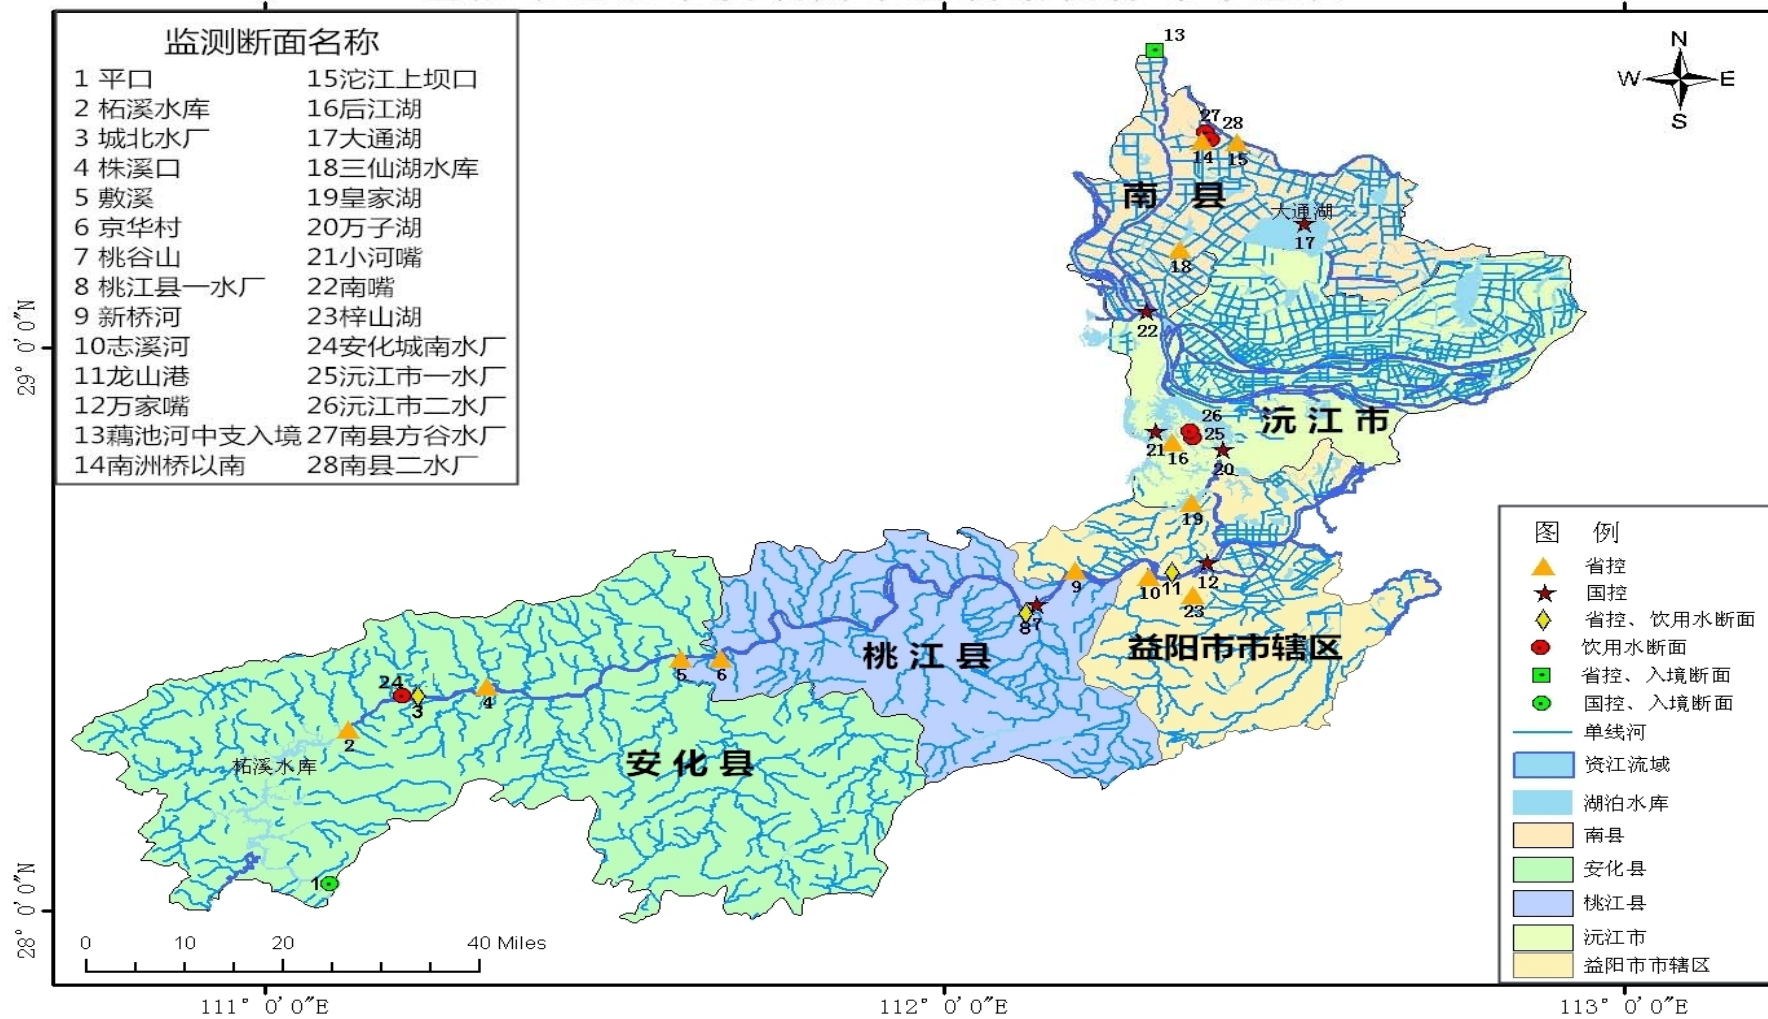 监测断面名称
1 平口
2 柘溪水库
3 城北水厂
4 株溪口
5 敷溪
6 京华村
7 桃谷山
8 桃江县一水厂
9 新桥河
10志溪河
11龙山港
12万家嘴
13藕池河中支入境
14南洲桥以南
15沱江上坝口
16后江湖
17大通湖
18三仙湖水库
19皇家湖
20万子湖
21小河嘴
22南嘴
23梓山湖
24安化城南水厂
25沅江市一水厂
26沅江市二水厂
27南县方谷水厂
28南县二水厂
N
W
E
S
13
27
28
14
15
南 县
大通湖
17
18
22
26
沅江市
25
21
16
20
19
9
10
11
12
23
8
7
益阳市市辖区
桃江县
5
6
24
3
4
2
柘溪水库
安化县
1
图 例
省控
国控
省控、饮用水断面
饮用水断面
省控、入境断面
国控、入境断面
单线河
资江流域
湖泊水库
南县
安化县
桃江县
沅江市
益阳市市辖区
0 10 20 40 Miles
29° 0'0"N
28° 0'0"N
111° 0'0"E
112° 0'0"E
113° 0'0"E